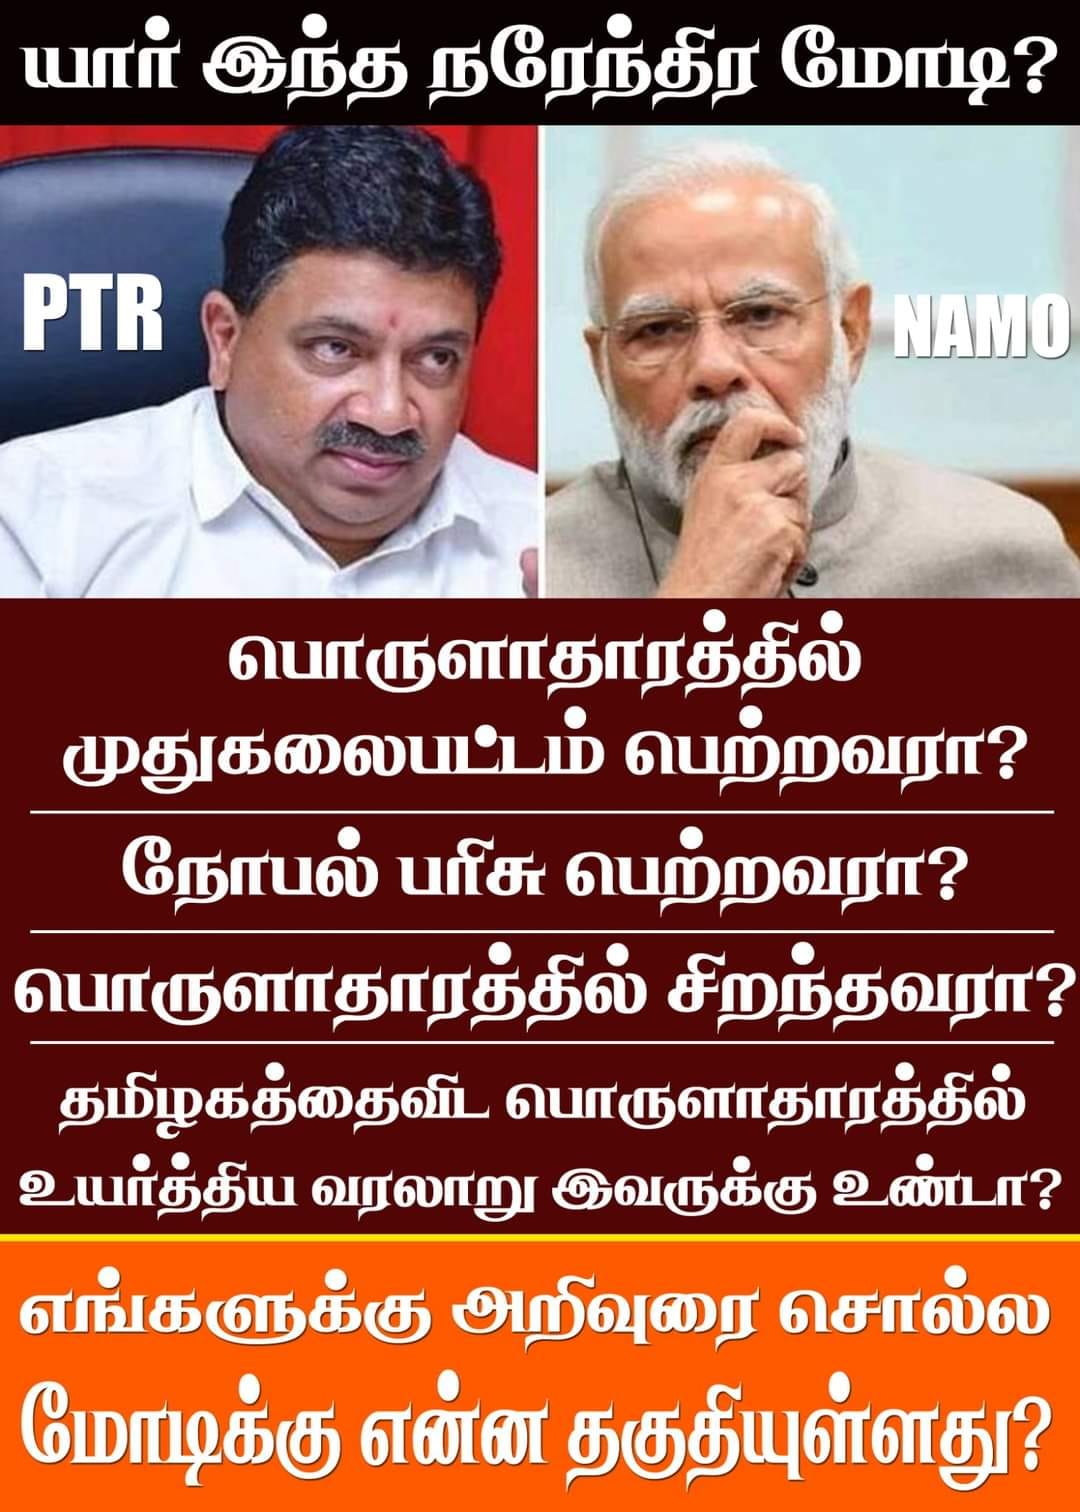 யார் இந்த நரேந்திர மோடி?
PTR
NAMO
பொருளாதாரத்தில்
முதுகலைபட்டம் பெற்றவரா?
நோபல் பரிசு பெற்றவரா?
பொருளாதாரத்தில் சிறந்தவரா?
தமிழகத்தைவிட பொருளாதாரத்தில்
உயர்த்திய வரலாறு இவருக்கு உண்டா?
எங்களுக்கு அறிவுரை சொல்ல
மோடிக்கு என்ன தகுதியுள்ளது?